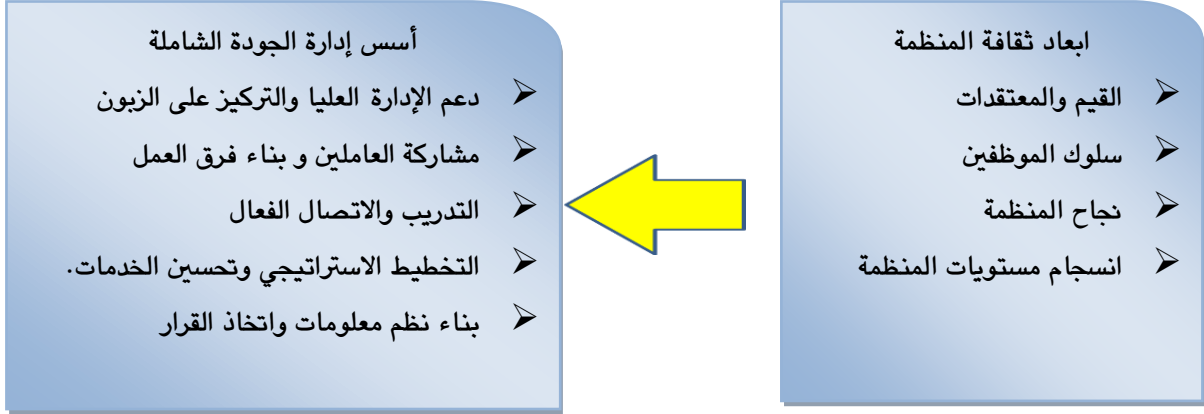 ابعاد ثقافة المنظمة
القيم والمعتقدات
سلوك الموظفين
نجاح المنظمة
انسجام مستويات المنظمة
أسس إدارة الجودة الشاملة
دعم الإدارة العليا والتركيز على الزبون
مشاركة العاملين و بناء فرق العمل
التدريب والاتصال الفعال
التخطيط الاستراتيجي وتحسين الخدمات.
بناء نظم معلومات واتخاذ القرار